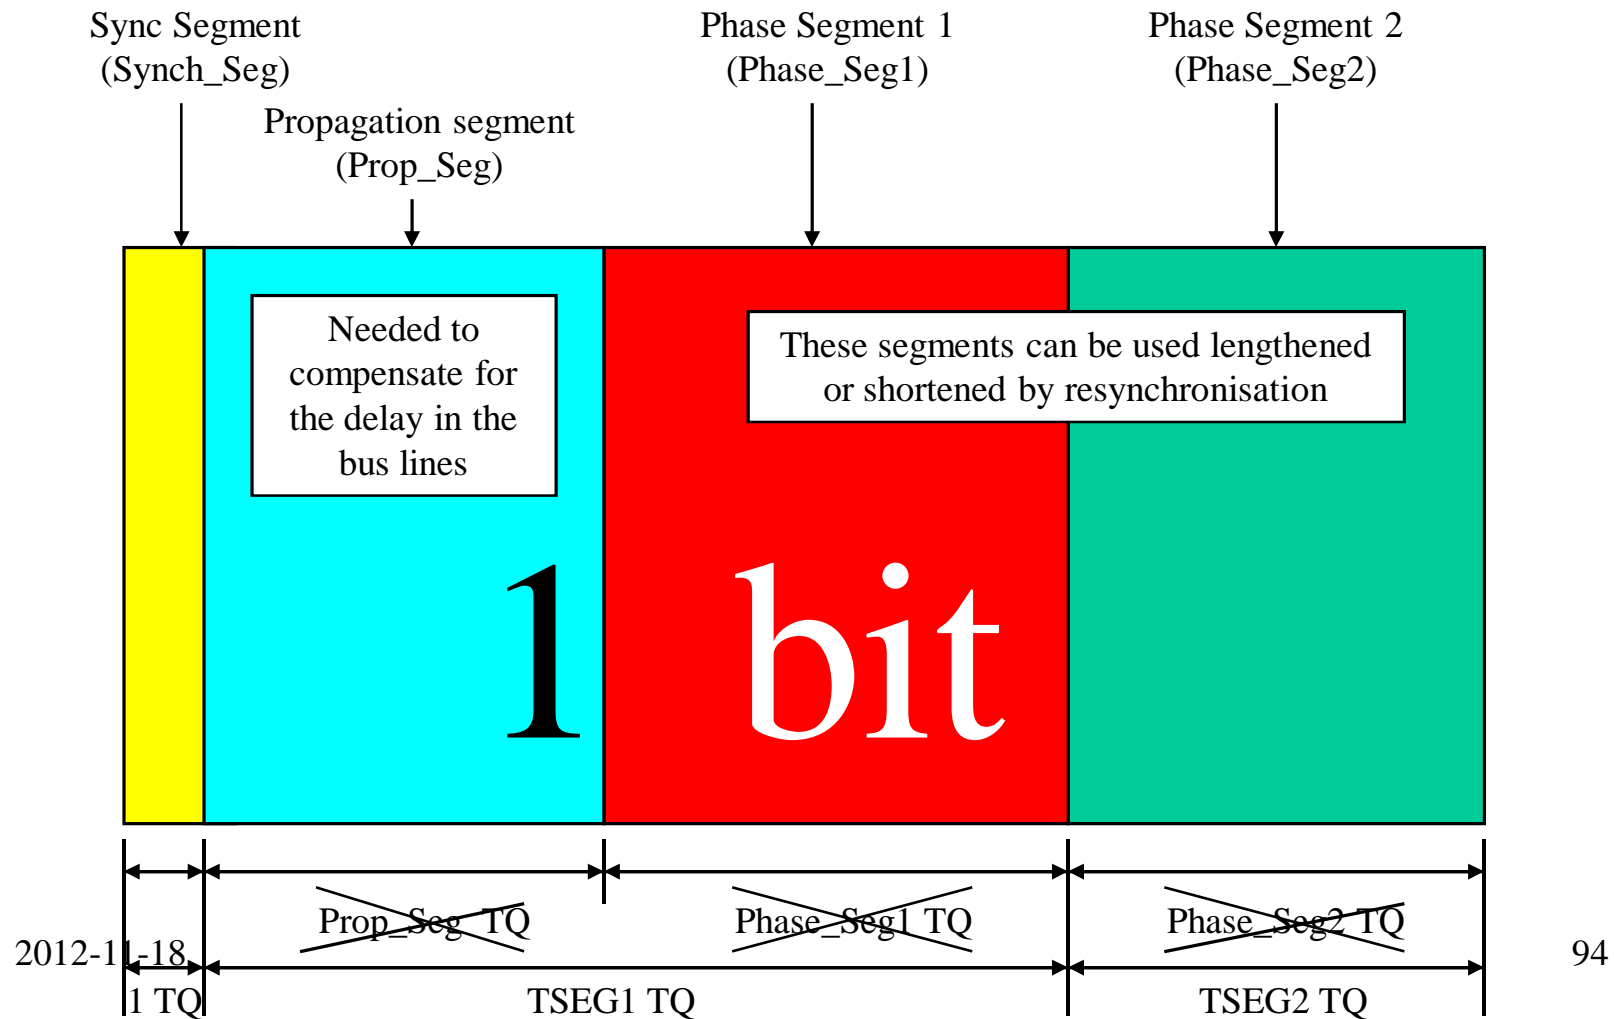 Sync Segment
(Synch_Seg)
Phase Segment 1
(Phase_Seg1)
Phase Segment 2
(Phase_Seg2)
Propagation segment
(Prop_Seg)
Needed to
compensate for
the delay in the
bus lines
These segments can be used lengthened
or shortened by resynchronisation
1 bit
Prop_Seg TQ
Phase_Seg1 TQ
Phase_Seg2 TQ
2012-11-18
94
1 TQ
TSEG1 TQ
TSEG2 TQ